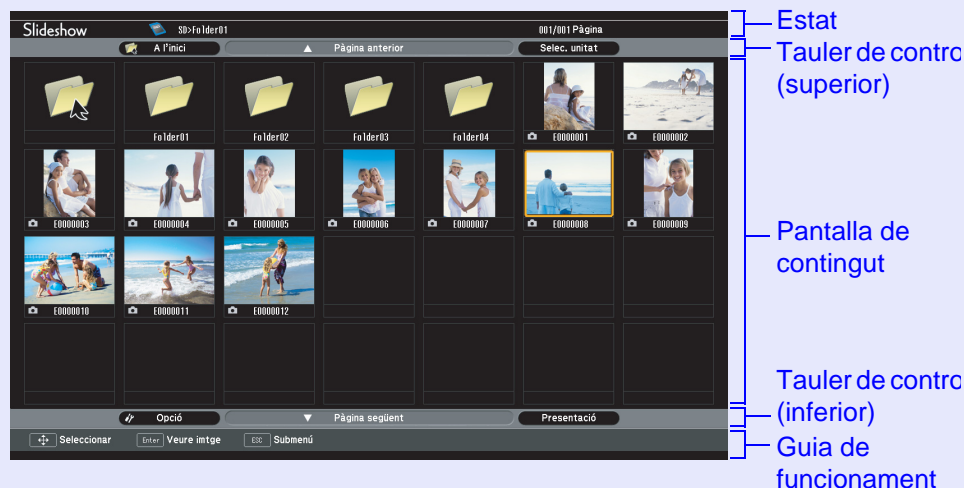 Slideshow SD>Folder01 001/001 Pàgina
A l'inici ▲ Pàgina anterior Selec. unitat
Folder01 Folder02 Folder03 Folder04 E0000001 E0000002
E0000003 E0000004 E0000005 E0000006 E0000007 E0000008 E0000009
E0000010 E0000011 E0000012
Opció ▼ Pàgina següent Presentació
Seleccionar Enter Veure imtge ESC Submenú
Estat
Tauler de contro
(superior)
Pantalla de
contingut
Tauler de contro
(inferior)
Guia de
funcionament